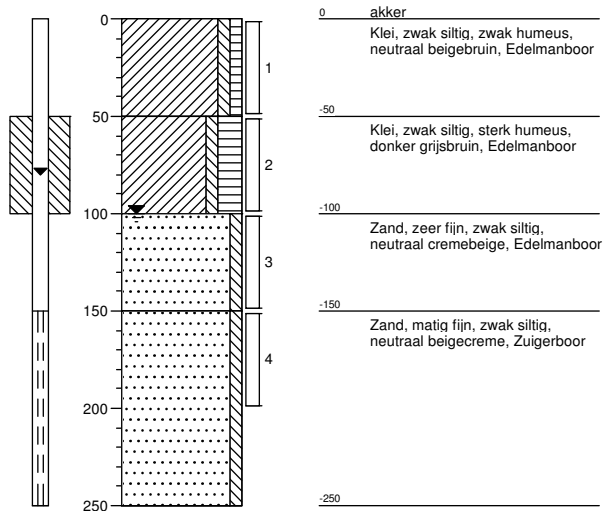 0
50
100
150
200
250
1
2
3
4
0 akker
Klei, zwak siltig, zwak humeus,
neutraal beigebruin, Edelmanboor
-50
Klei, zwak siltig, sterk humeus,
donker grijsbruin, Edelmanboor
-100
Zand, zeer fijn, zwak siltig,
neutraal cremebeige, Edelmanboor
-150
Zand, matig fijn, zwak siltig,
neutraal beigecreme, Zuigerboor
-250